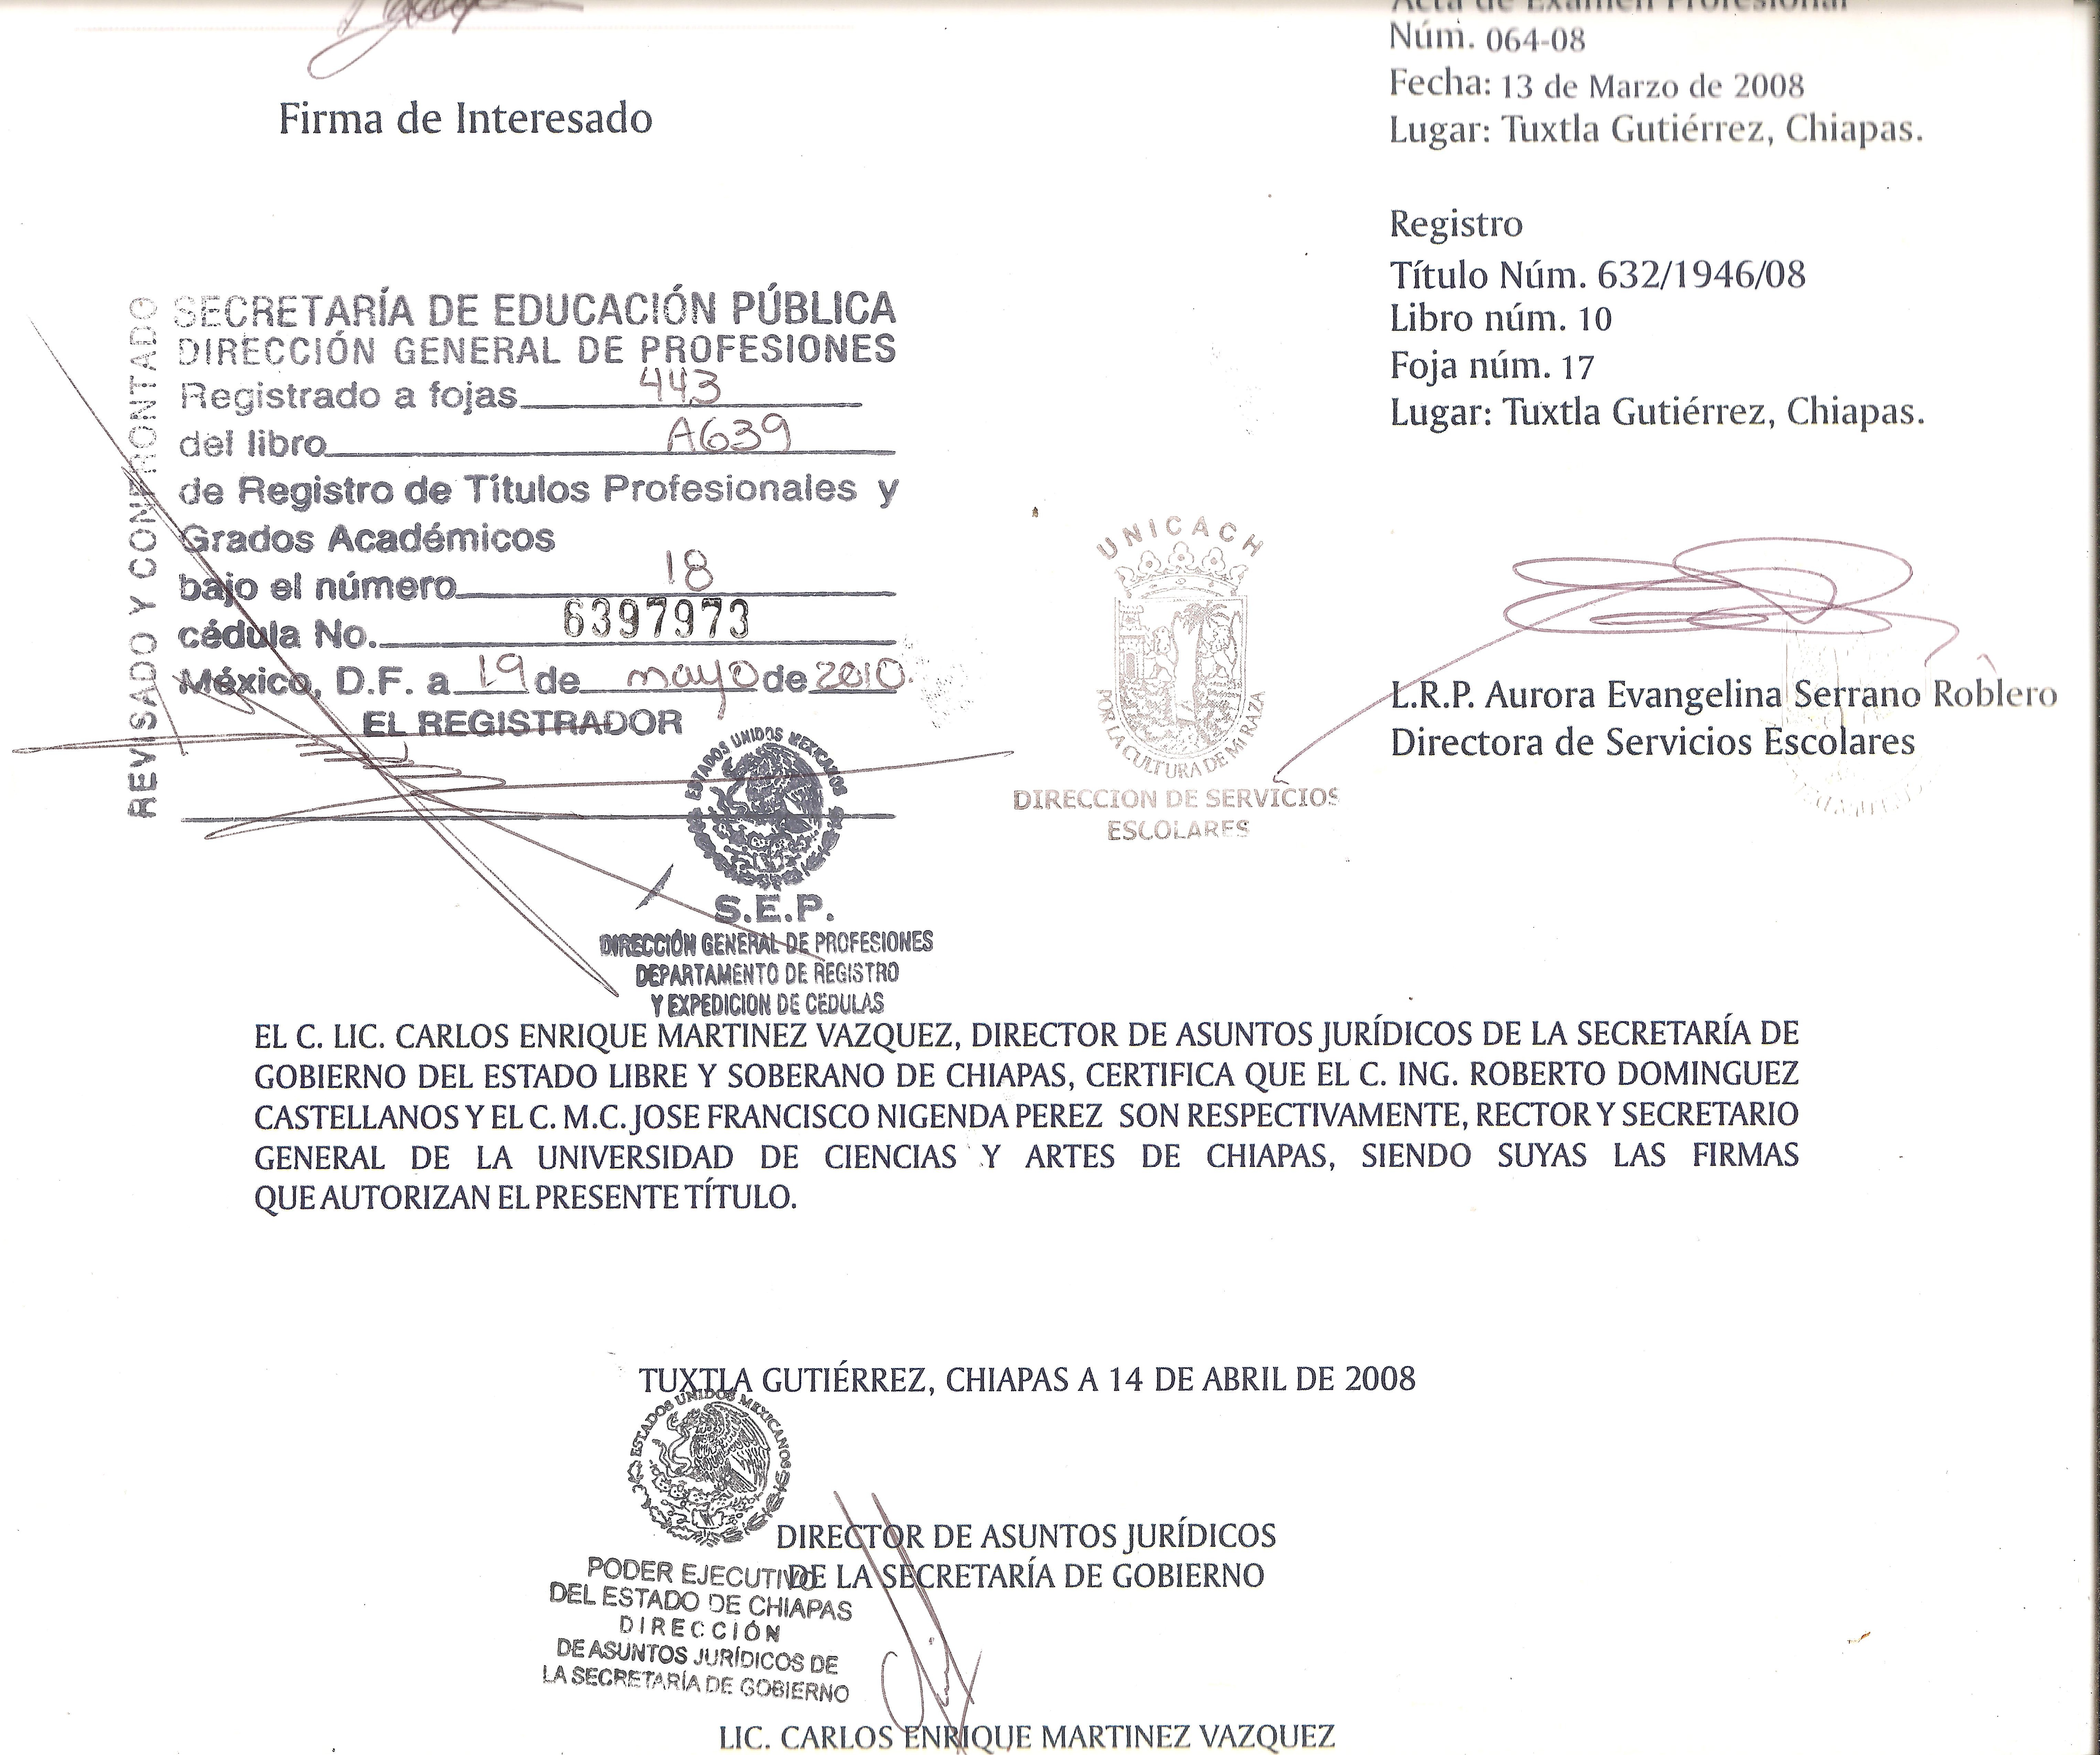 Acta de Examen Profesional
Núm. 064-08
Fecha: 13 de Marzo de 2008
Lugar: Tuxtla Gutiérrez, Chiapas.
Firma de Interesado
Registro
Título Núm. 632/1946/08
Libro núm. 10
Foja núm. 17
Lugar: Tuxtla Gutiérrez, Chiapas.
REVISADO Y CONFRONTADO
SECRETARÍA DE EDUCACIÓN PÚBLICA
DIRECCIÓN GENERAL DE PROFESIONES
Registrado a fojas 443
del libro A639
de Registro de Títulos Profesionales y
Grados Académicos
bajo el número 18
cédula No. 6397973
México, D.F. a 19 de mayo de 2010.
EL REGISTRADOR
ESTADOS UNIDOS MEXICANOS
S.E.P.
DIRECCIÓN GENERAL DE PROFESIONES
DEPARTAMENTO DE REGISTRO
Y EXPEDICION DE CEDULAS
UNICACH
POR LA CULTURA DE MI RAZA
DIRECCION DE SERVICIOS
ESCOLARES
L.R.P. Aurora Evangelina Serrano Roblero
Directora de Servicios Escolares
EL C. LIC. CARLOS ENRIQUE MARTINEZ VAZQUEZ, DIRECTOR DE ASUNTOS JURÍDICOS DE LA SECRETARÍA DE
GOBIERNO DEL ESTADO LIBRE Y SOBERANO DE CHIAPAS, CERTIFICA QUE EL C. ING. ROBERTO DOMINGUEZ
CASTELLANOS Y EL C. M.C. JOSE FRANCISCO NIGENDA PEREZ SON RESPECTIVAMENTE, RECTOR Y SECRETARIO
GENERAL DE LA UNIVERSIDAD DE CIENCIAS Y ARTES DE CHIAPAS, SIENDO SUYAS LAS FIRMAS
QUE AUTORIZAN EL PRESENTE TÍTULO.
TUXTLA GUTIÉRREZ, CHIAPAS A 14 DE ABRIL DE 2008
ESTADOS UNIDOS MEXICANOS
DIRECTOR DE ASUNTOS JURÍDICOS
DE LA SECRETARÍA DE GOBIERNO
PODER EJECUTIVO
DEL ESTADO DE CHIAPAS
DIRECCIÓN
DE ASUNTOS JURÍDICOS DE
LA SECRETARÍA DE GOBIERNO
LIC. CARLOS ENRIQUE MARTINEZ VAZQUEZ